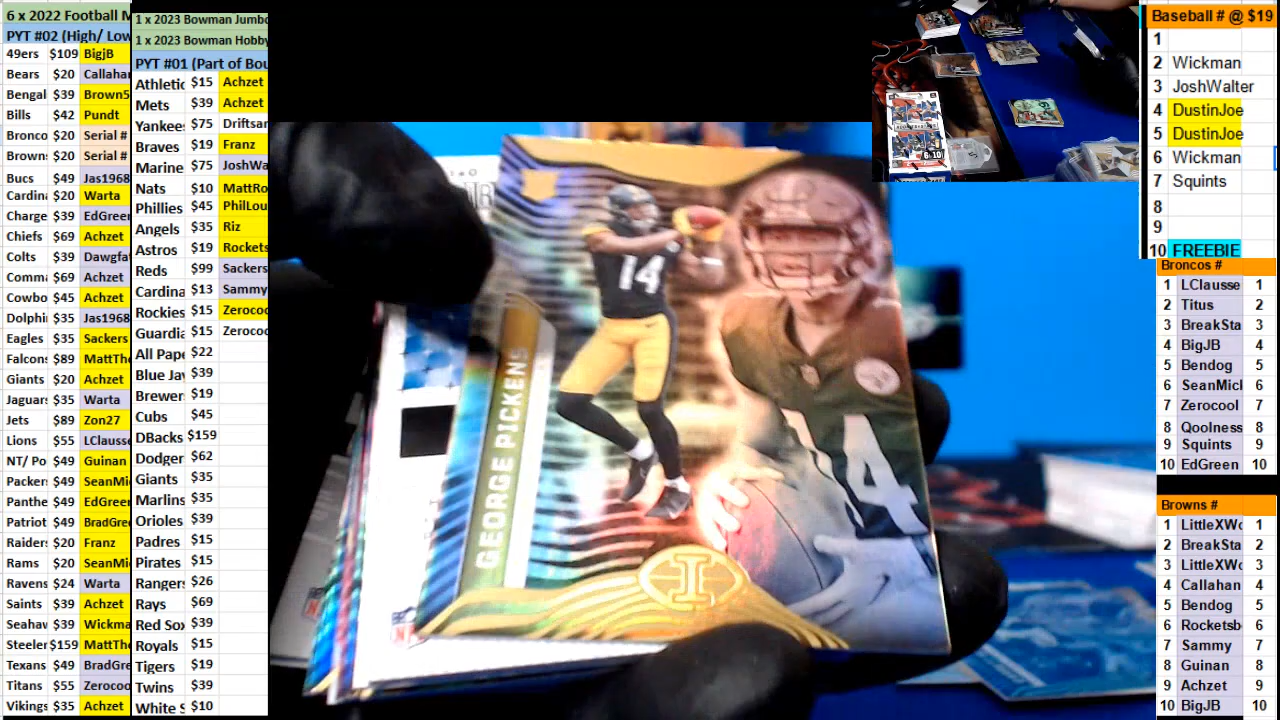 6 x 2022 Football M
PYT #02 (High/ Low
49ers $109 BigjB
Bears $20 Callahar
Bengal $39 Brown5
Bills $42 Pundt
Bronco $20 Serial #
Brown: $20 Serial #
Bucs $49 Jas1968
Cardina $20 Warta
Charge $39 EdGreen
Chiefs $69 Achzet
Colts $39 Dawgfa
Comm $69 Achzet
Cowbo $45 Achzet
Dolphi $35 Jas1968
Eagles $35 Sackers
Falcons $89 MattTh
Giants $20 Achzet
Jaguars $35 Warta
Jets $89 Zon27
Lions $55 LClausse
NT/ Po $49 Guinan
Packers $49 SeanMi
Panthe $49 EdGreer
Patriot $49 BradGre
Raider: $20 Franz
Rams $20 SeanMi
Ravens $24 Warta
Saints $39 Achzet
Seahav $39 Wickma
Steeler $159 MattTh
Texans $49 BradGre
Titans $55 Zerocoo
Vikings $35 Achzet
1 x 2023 Bowman Jumbo
1 x 2023 Bowman Hobby
PYT #01 (Part of Bou
Athletic $15 Achzet
Mets $39 Achzet
Yankee $75 Driftsar
Braves $19 Franz
Marine $75 JoshWa
Nats $10 MattRo
Phillies $45 PhilLou
Angels $35 Riz
Astros $19 Rockets
Reds $99 Sackers
Cardina $13 Sammy
Rockies $15 Zerocoo
Guardia $15 Zerocoo
All Pape $22
Blue Jay $39
Brewer $19
Cubs $45
DBacks $159
Dodger $62
Giants $35
Marlins $35
Orioles $39
Padres $15
Pirates $15
Ranger $26
Rays $69
Red Sox $39
Royals $15
Tigers $19
Twins $39
White S $10
14
14
GEORGE PICKENS
I
NFL
Baseball # @ $19
1
2 Wickman
3 JoshWalter
4 DustinJoe
5 DustinJoe
6 Wickman
7 Squints
8
9
10 FREEBIE
Broncos #
1 LClausse 1
2 Titus 2
3 BreakSta 3
4 BigJB 4
5 Bendog 5
6 SeanMicl 6
7 Zerocool 7
8 Qoolness 8
9 Squints 9
10 EdGreen 10
Browns #
1 LittleXWo 1
2 BreakSta 2
3 LittleXWo 3
4 Callahan 4
5 Bendog 5
6 Rocketsb 6
7 Sammy 7
8 Guinan 8
9 Achzet 9
10 BigJB 10